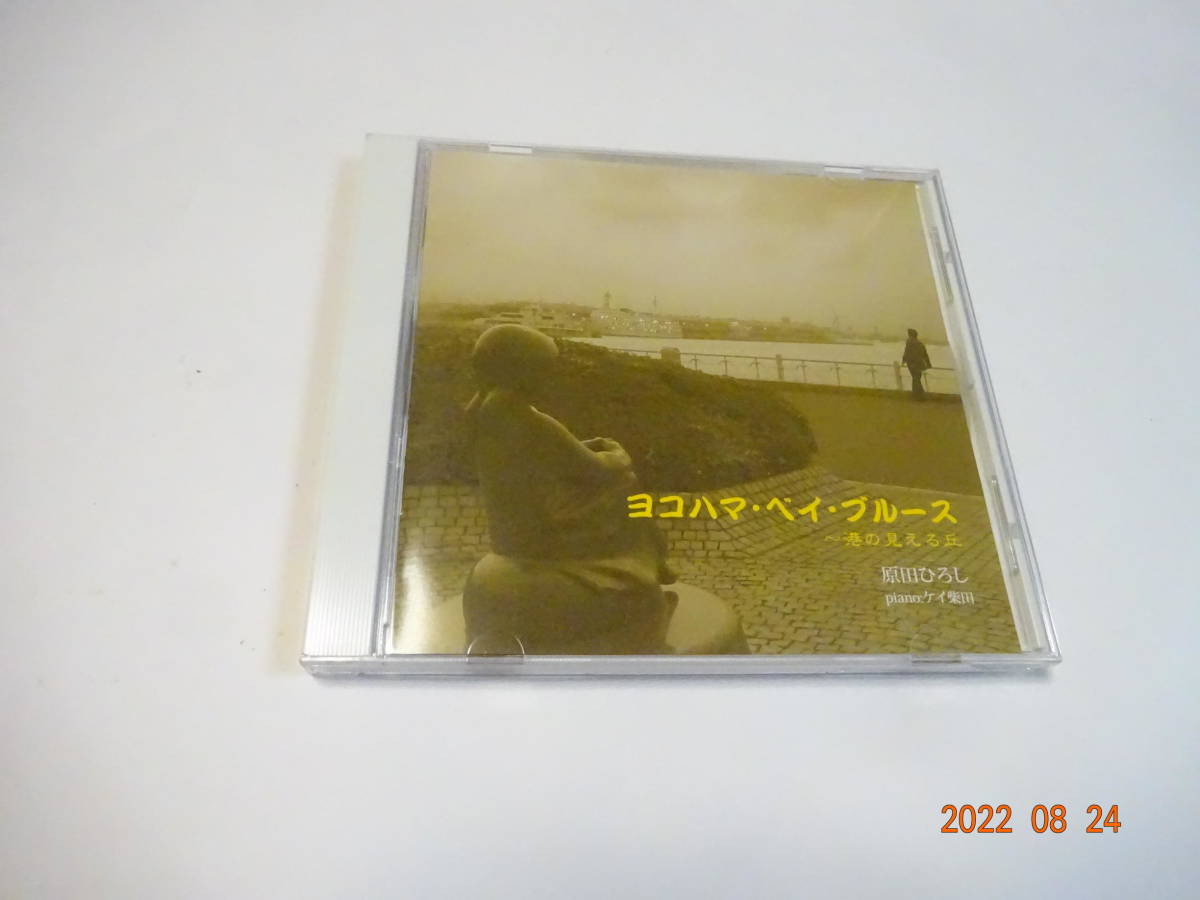 ヨコハマ・ベイ・ブルース
～港の見える丘
原田ひろし
piano:ケイ柴田
2022 08 24